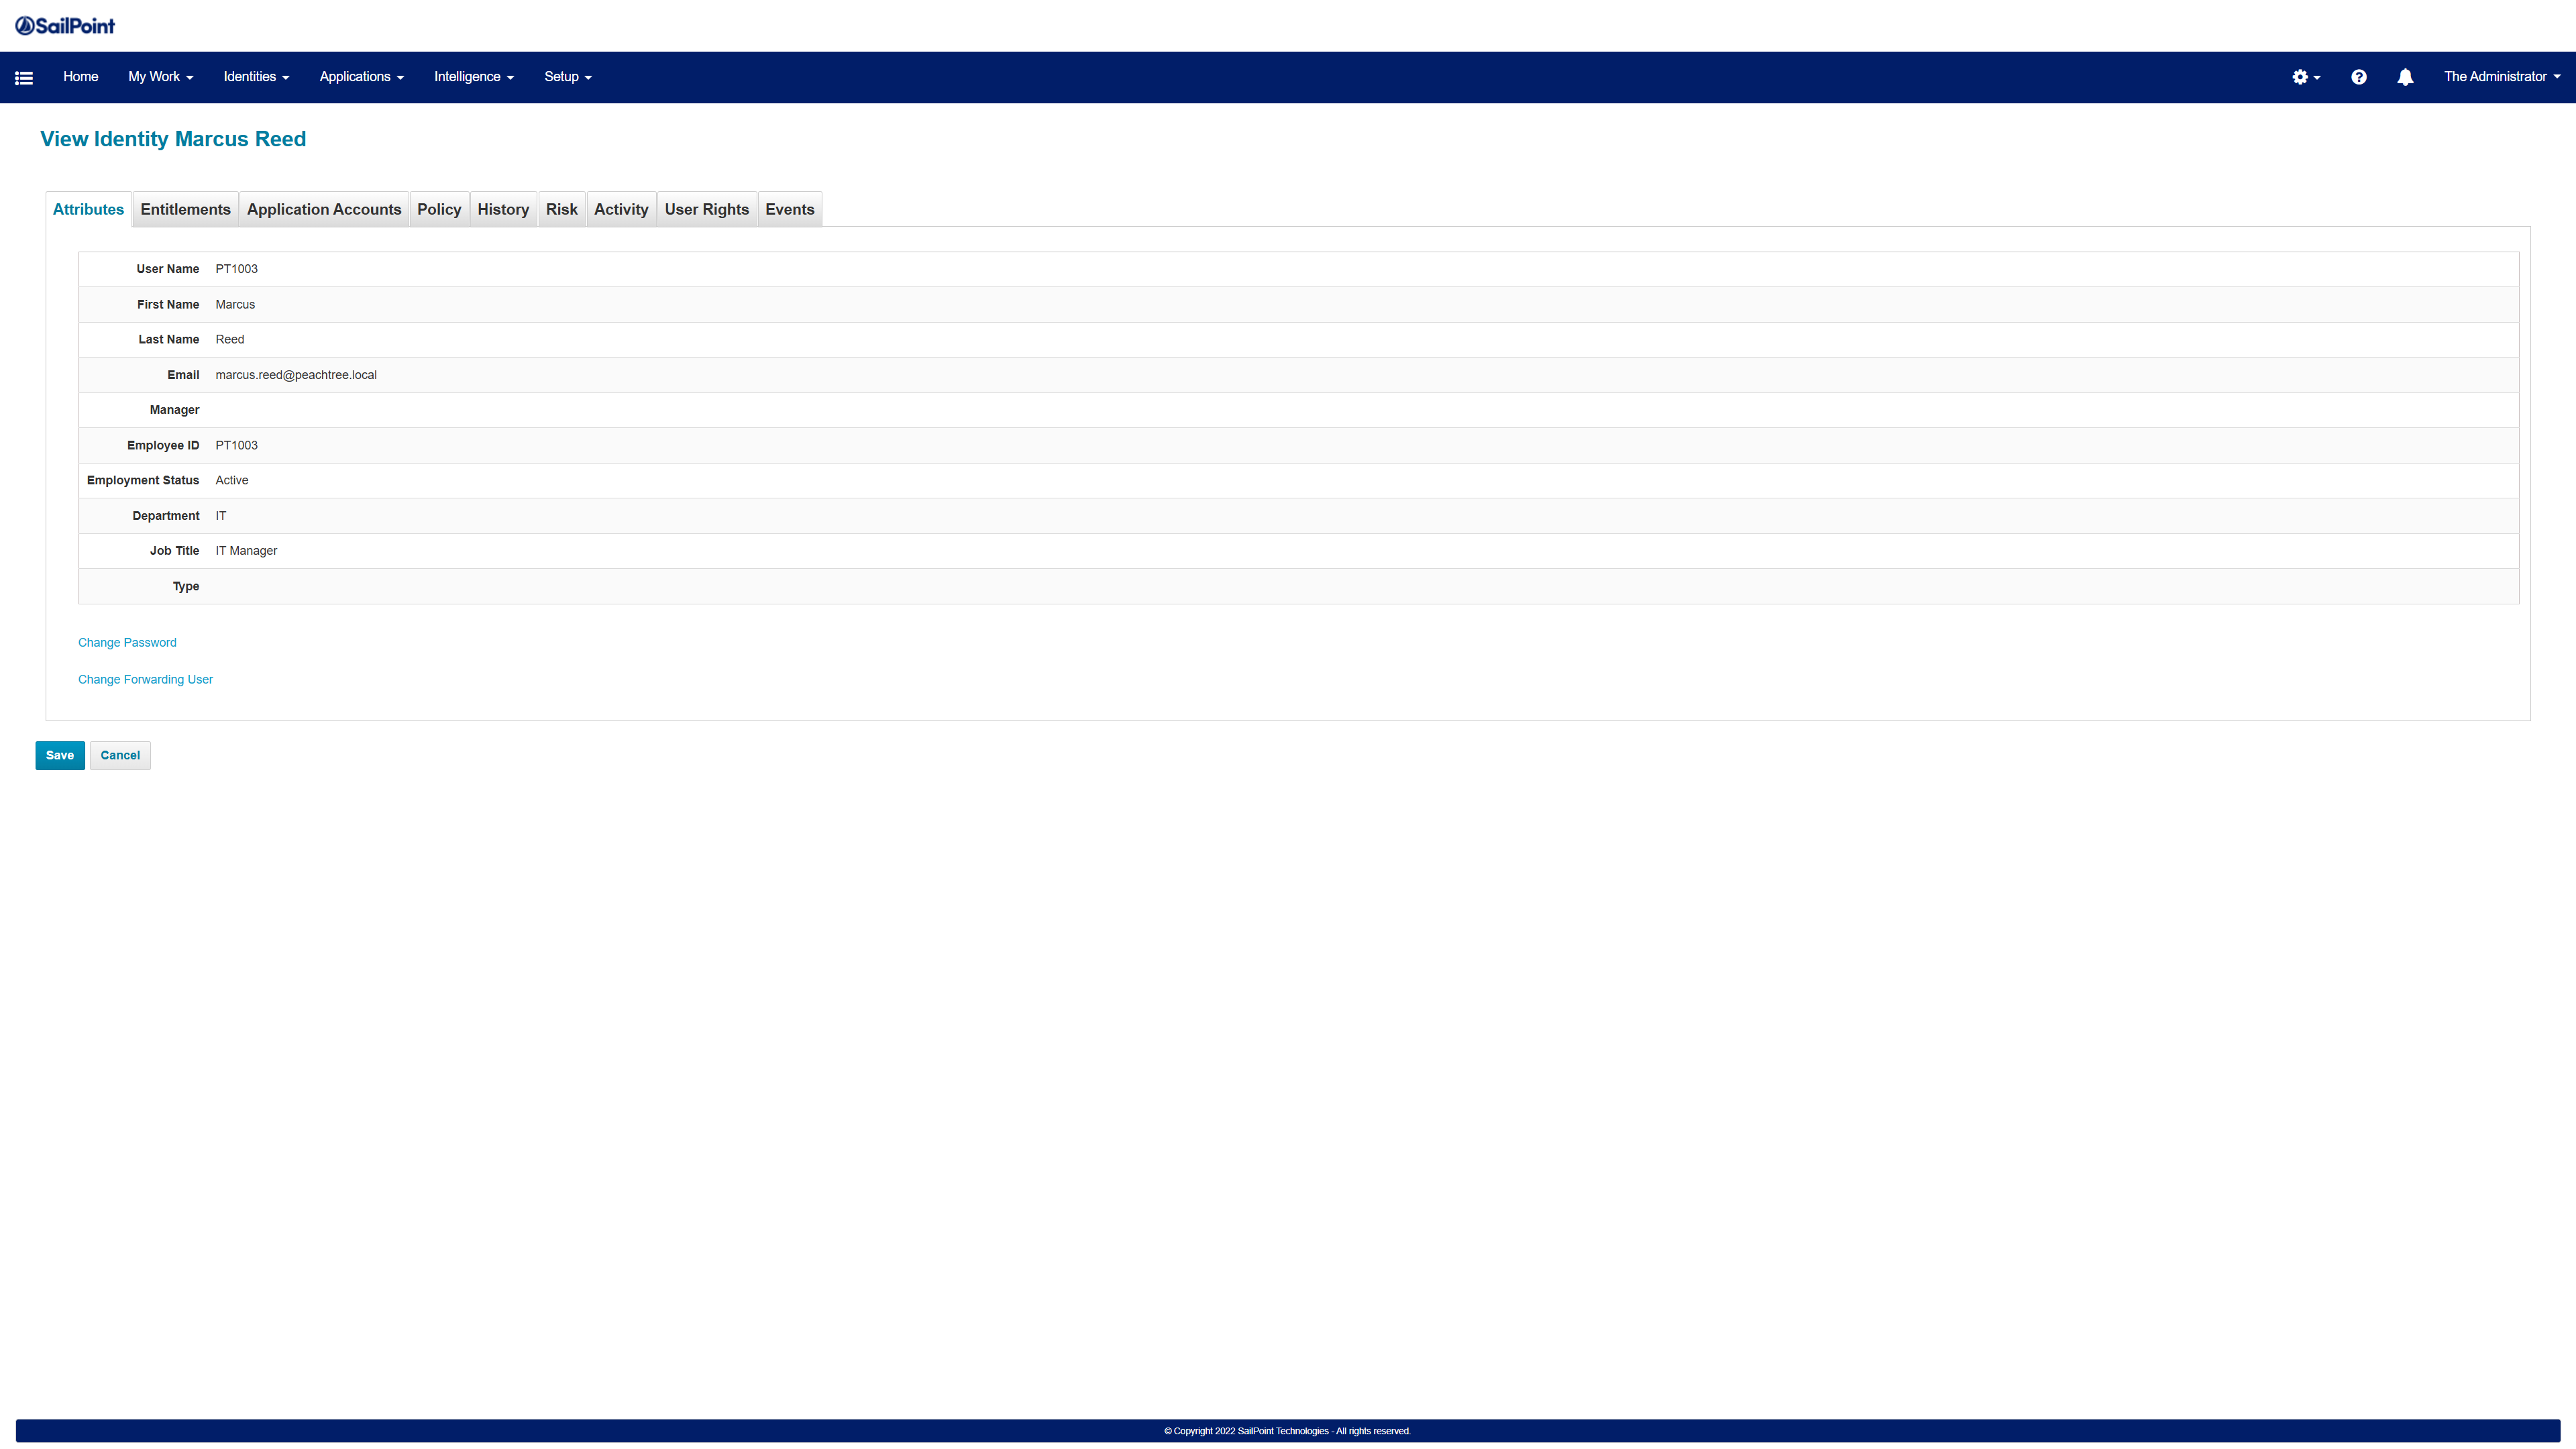 SailPoint
Home My Work Identities Applications Intelligence Setup The Administrator
View Identity Marcus Reed
Attributes Entitlements Application Accounts Policy History Risk Activity User Rights Events
User Name PT1003
First Name Marcus
Last Name Reed
Email marcus.reed@peachtree.local
Manager
Employee ID PT1003
Employment Status Active
Department IT
Job Title IT Manager
Type
Change Password
Change Forwarding User
Save Cancel
© Copyright 2022 SailPoint Technologies - All rights reserved.